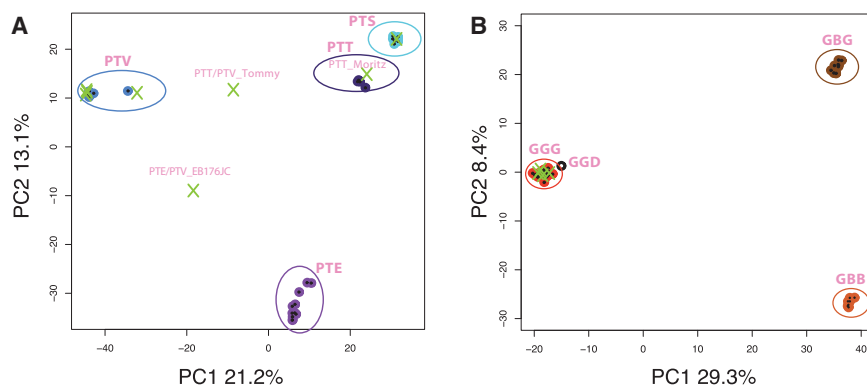 A
PTS
PTV
PTT
PTT_Moritz
PTT/PTV_Tommy
PTE/PTV_EB176JC
PTE
PC2 13.1%
20
10
0
−10
−20
−30
−40
−20
0
20
PC1 21.2%
B
GBG
GGG
GGD
GBB
PC2 8.4%
30
20
10
0
−10
−20
−30
−20
−10
0
10
20
30
40
PC1 29.3%